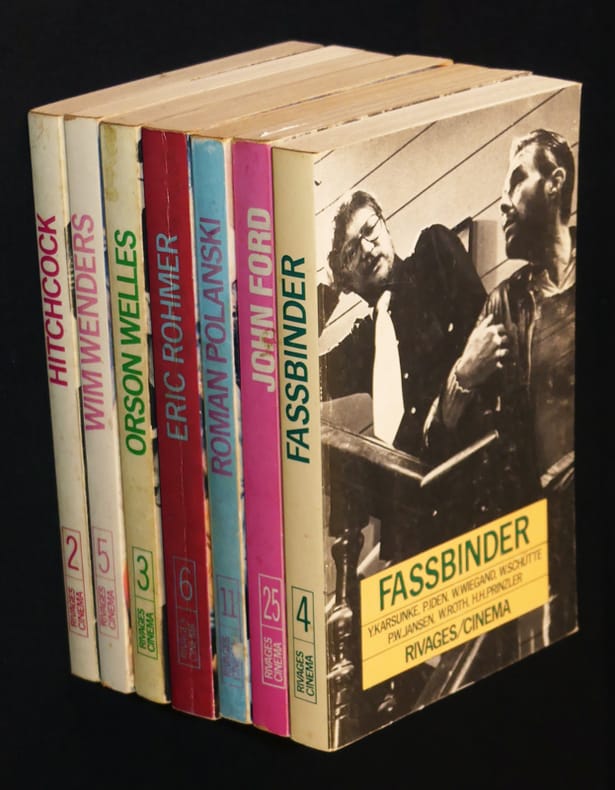 HITCHCOCK
2
RIVAGES
CINEMA
WIM WENDERS
5
RIVAGES
CINEMA
ORSON WELLES
3
RIVAGES
CINEMA
ERIC ROHMER
6
RIVAGES
CINEMA
ROMAN POLANSKI
11
RIVAGES
CINEMA
JOHN FORD
25
RIVAGES
CINEMA
FASSBINDER
4
RIVAGES
CINEMA
FASSBINDER
Y.KARSUNKE, P.IDEN, W.WIEGAND, W.SCHÜTTE
P.W.JANSEN, W.ROTH, H.H.PRINZLER
RIVAGES/CINEMA